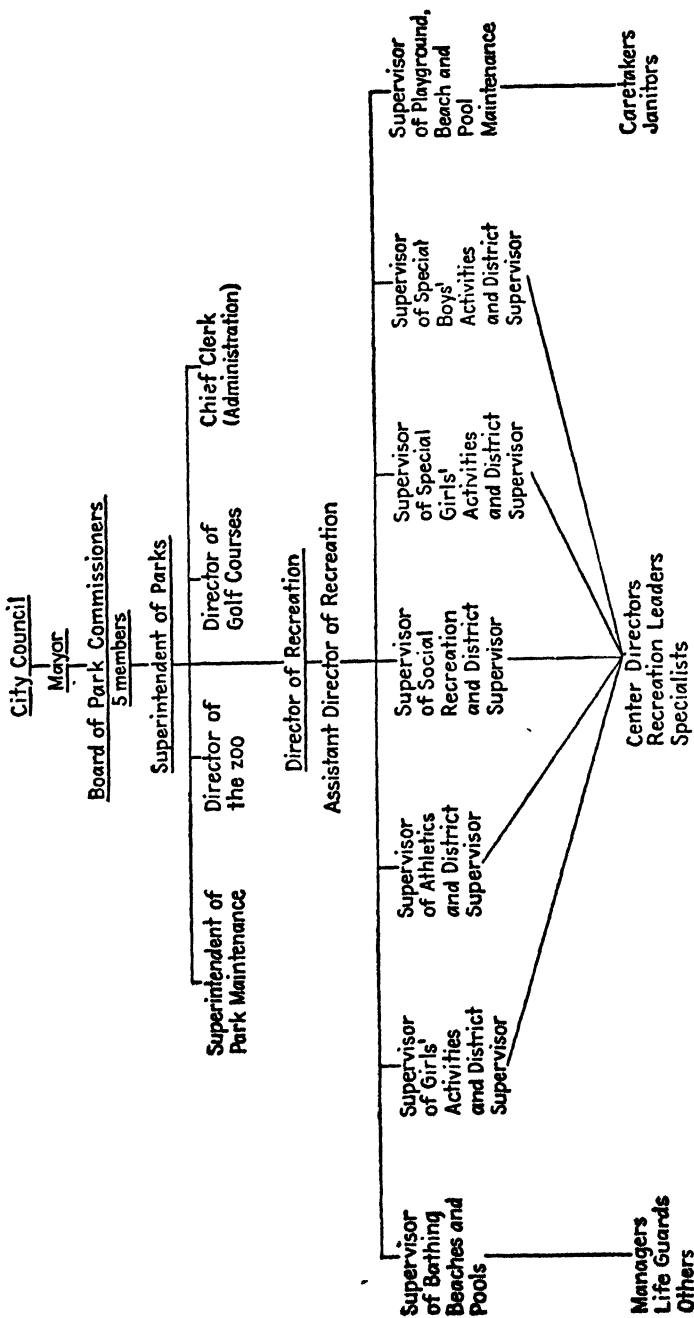 City Council
Mayor
Board of Park Commissioners
5 members
Superintendent of Parks
Superintendent of
Park Maintenance
Director of
the zoo
Director of
Golf Courses
Chief Clerk
(Administration)
Director of Recreation
Assistant Director of Recreation
Supervisor
of Bathing
Beaches and
Pools
Supervisor
of Girls'
Activities
and District
Supervisor
Supervisor
of Athletics
and District
Supervisor
Supervisor
of Social
Recreation
and District
Supervisor
Supervisor
of Special
Girls'
Activities
and District
Supervisor
Supervisor
of Special
Boys'
Activities
and District
Supervisor
Supervisor
of Playground,
Beach and
Pool
Maintenance
Managers
Life Guards
Others
Center Directors
Recreation Leaders
Specialists
Caretakers
Janitors